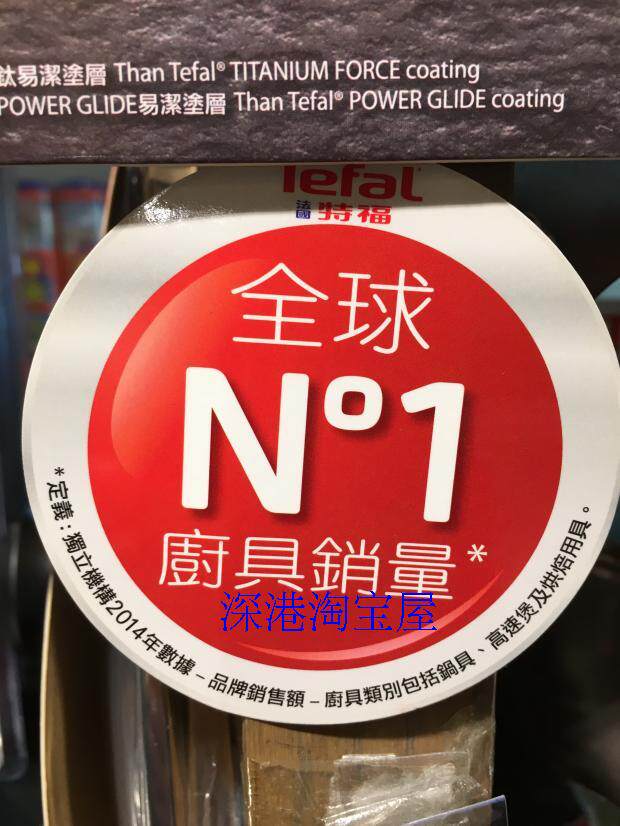 鈦易潔塗層 Than Tefal® TITANIUM FORCE coating
POWER GLIDE易潔塗層 Than Tefal® POWER GLIDE coating
Tefal
法國特福
全球
Nº1
廚具銷量*
深港淘宝屋
*定義：獨立機構2014年數據–品牌銷售額–廚具類別包括鍋具、高速煲及烘焙用具。